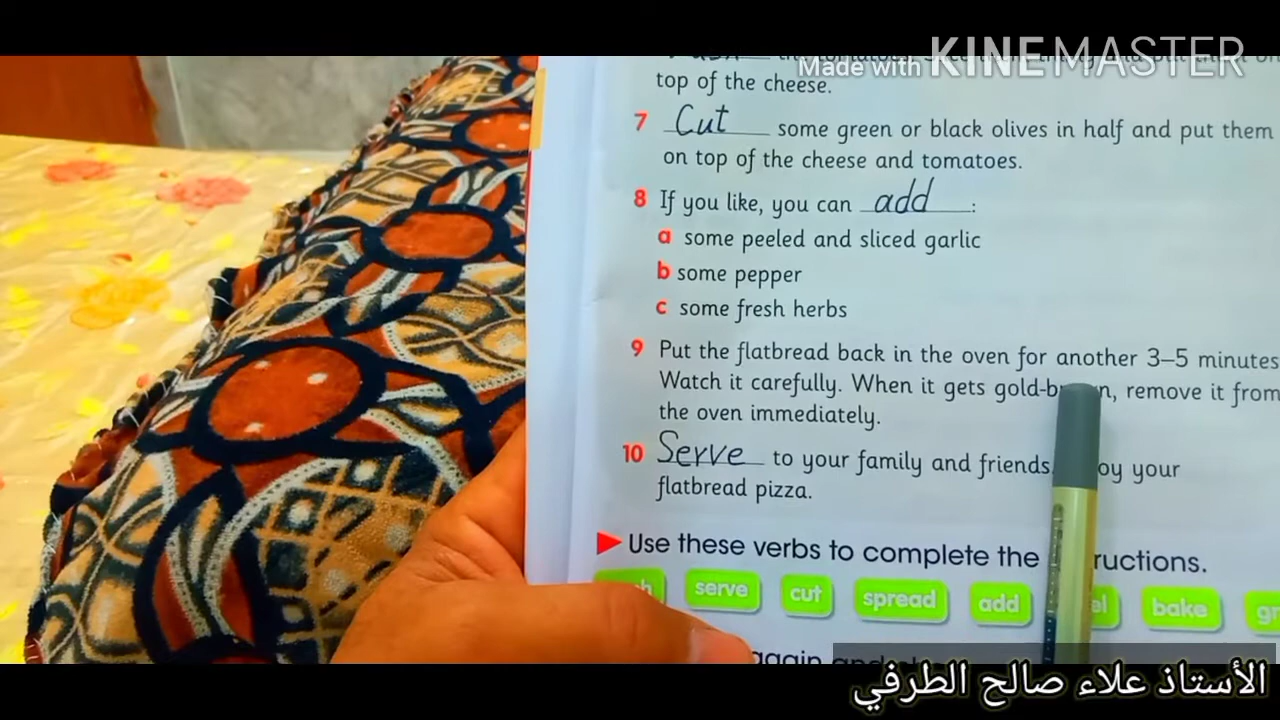 Made with KINEMASTER
top of the cheese.
7 Cut some green or black olives in half and put them
on top of the cheese and tomatoes.
8 If you like, you can add :
a some peeled and sliced garlic
b some pepper
c some fresh herbs
9 Put the flatbread back in the oven for another 3–5 minutes
Watch it carefully. When it gets gold-brown, remove it from
the oven immediately.
10 Serve to your family and friends. your
flatbread pizza.
Use these verbs to complete the
serve cut spread add bake
again
الأستاذ علاء صالح الطرفي